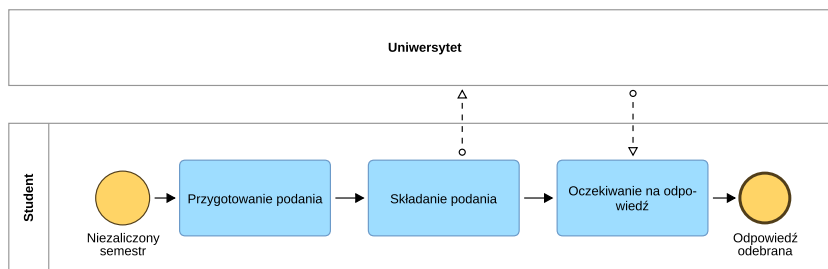 Uniwersytet
Student
Przygotowanie podania
Składanie podania
Oczekiwanie na odpo-
wiedź
Niezaliczony
semestr
Odpowiedź
odebrana